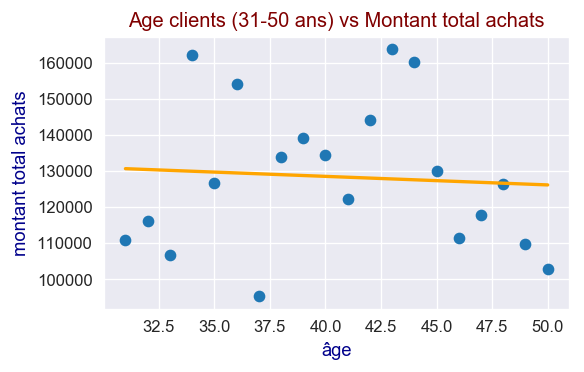 Age clients (31-50 ans) vs Montant total achats
montant total achats
160000
150000
140000
130000
120000
110000
100000
32.5 35.0 37.5 40.0 42.5 45.0 47.5 50.0
âge